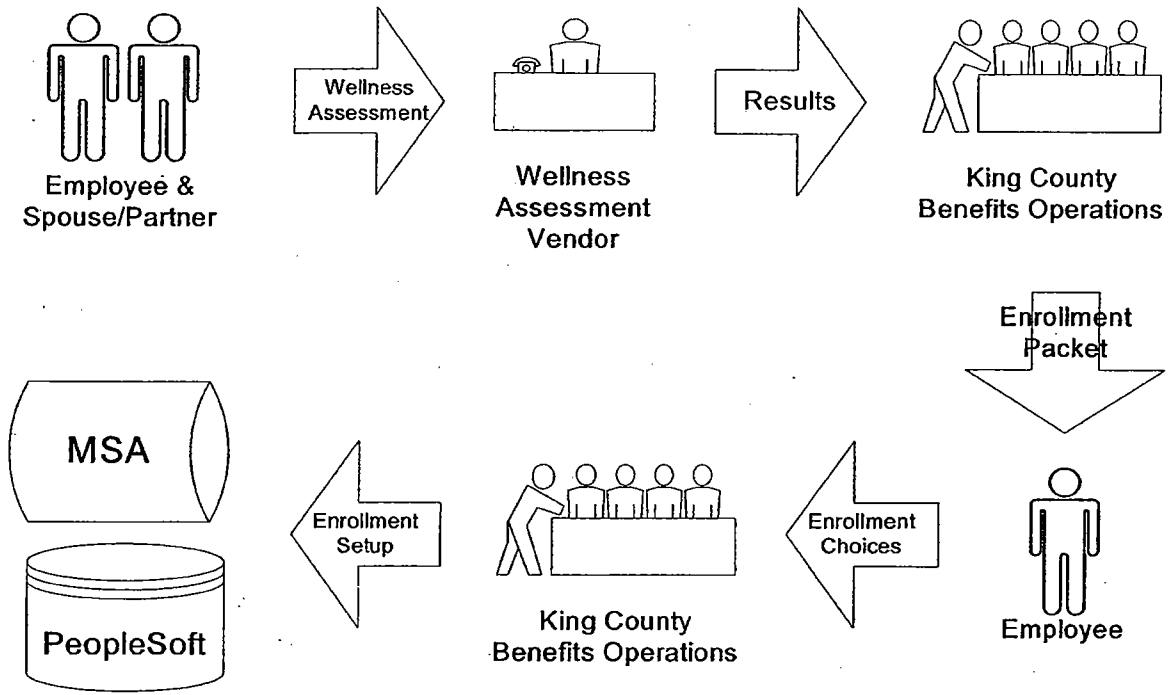 Wellness
Assessment
Results
Employee &
Spouse/Partner
Wellness
Assessment
Vendor
King County
Benefits Operations
Enrollment
Packet
MSA
PeopleSoft
Enrollment
Setup
King County
Benefits Operations
Enrollment
Choices
Employee